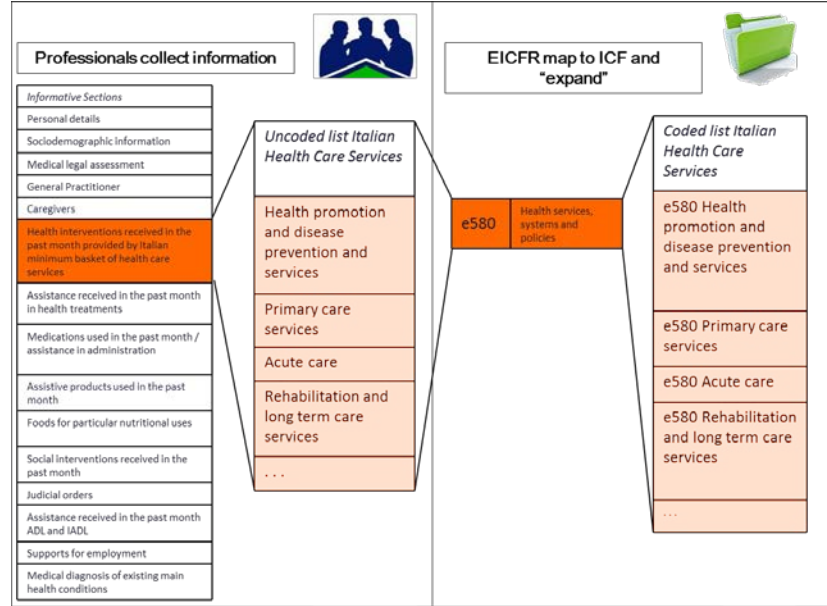 Professionals collect information
Informative Sections
Personal details
Sociodemographic information
Medical legal assessment
General Practitioner
Caregivers
Health interventions received in the
past month provided by Italian
minimum basket of health care
services
Assistance received in the past month
in health treatments
Medications used in the past month /
assistance in administration
Assistive products used in the past
month
Foods for particular nutritional uses
Social interventions received in the
past month
Judicial orders
Assistance received in the past month
ADL and IADL
Supports for employment
Medical diagnosis of existing main
health conditions
Uncoded list Italian
Health Care Services
Health promotion
and disease
prevention and
services
Primary care
services
Acute care
Rehabilitation and
long term care
services
. . .
EICFR map to ICF and
“expand”
e580
Health services,
systems and
policies
Coded list Italian
Health Care
Services
e580 Health
promotion and
disease prevention
and services
e580 Primary care
services
e580 Acute care
e580 Rehabilitation
and long term care
services
. . .